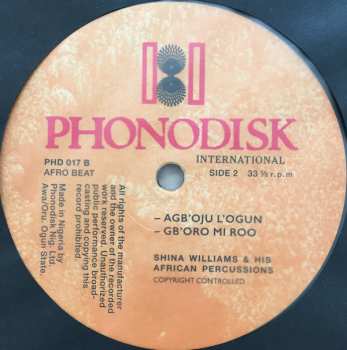 PHONODISK
INTERNATIONAL
PHD 017 B
AFRO BEAT
SIDE 2 33 ⅓ r.p.m
All rights of the manufacturer
and the owner of the recorded
work reserved. Unauthorized
public performance broad-
casting and copying this
record prohibited.
Made in Nigeria by
Phonodisk Nig. Ltd.
Awa/Oru. Ogun State.
– AGB'OJU L'OGUN
– GB'ORO MI ROO
SHINA WILLIAMS & HIS
AFRICAN PERCUSSIONS
COPYRIGHT CONTROLLED